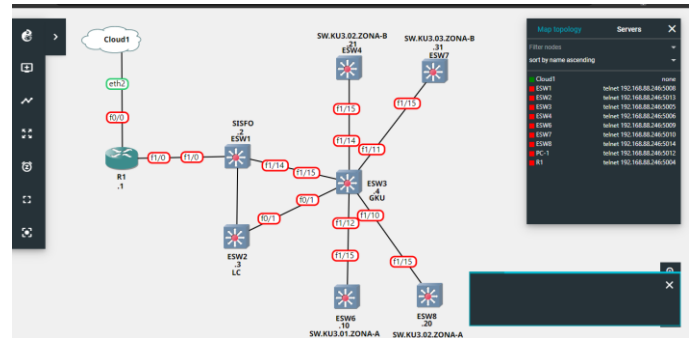 Cloud1
eth2
f0/0
R1
.1
f1/0
f1/0
SISFO
.2
ESW1
f1/14
f1/15
ESW2
.3
LC
f0/1
f0/1
SW.KU3.02.ZONA-B
.21
ESW4
f1/15
f1/14
SW.KU3.03.ZONA-B
.31
ESW7
f1/15
f1/11
ESW3
.4
GKU
f1/12
f1/10
f1/15
f1/15
ESW6
.10
SW.KU3.01.ZONA-A
ESW8
.20
SW.KU3.02.ZONA-A
Map topology
Servers
Filter nodes
sort by name ascending
Cloud1 none
ESW1 telnet 192.168.88.246:5008
ESW2 telnet 192.168.88.246:5013
ESW3 telnet 192.168.88.246:5005
ESW4 telnet 192.168.88.246:5006
ESW6 telnet 192.168.88.246:5009
ESW7 telnet 192.168.88.246:5010
ESW8 telnet 192.168.88.246:5014
PC-1 telnet 192.168.88.246:5012
R1 telnet 192.168.88.246:5004